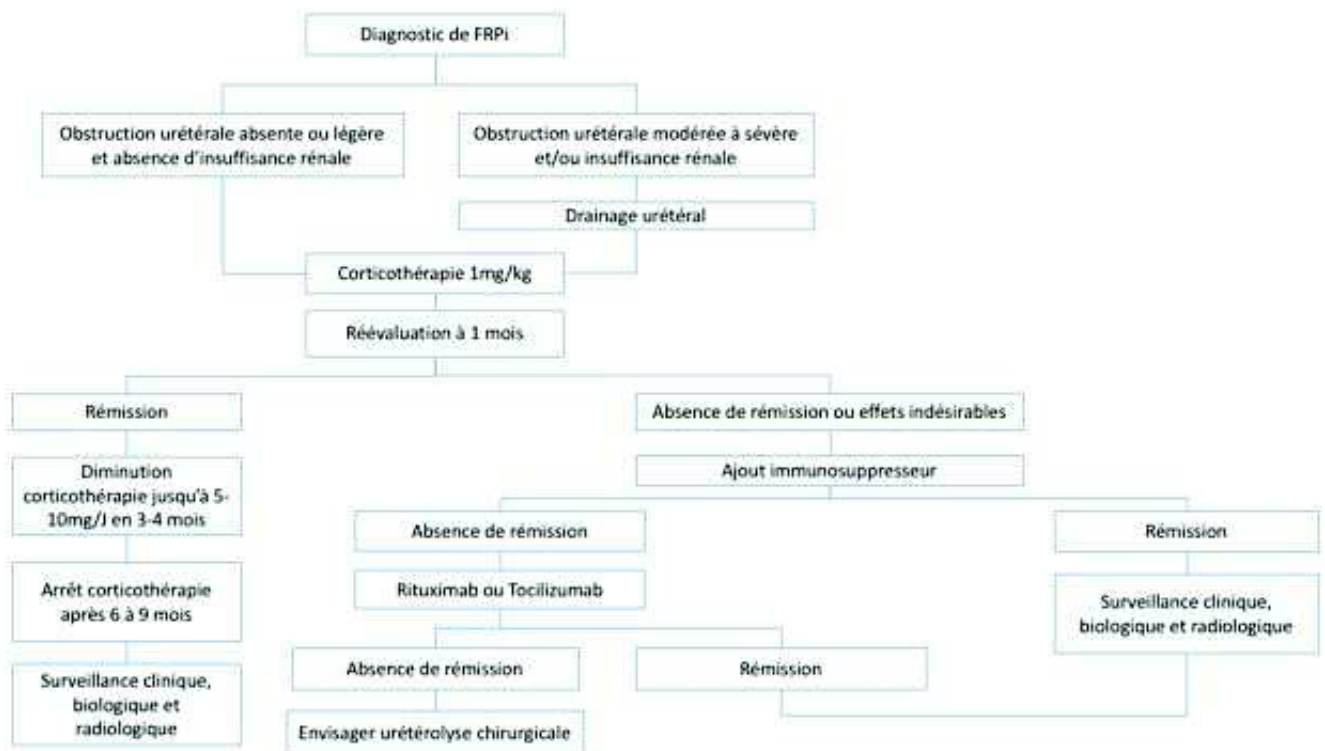 Diagnostic de FRPi
Obstruction urétérale absente ou légère
et absence d'insuffisance rénale
Obstruction urétérale modérée à sévère
et/ou insuffisance rénale
Drainage urétéral
Corticothérapie 1mg/kg
Réévaluation à 1 mois
Rémission
Diminution
corticothérapie jusqu'à 5-
10mg/J en 3-4 mois
Arrêt corticothérapie
après 6 à 9 mois
Surveillance clinique,
biologique et
radiologique
Absence de rémission ou effets indésirables
Ajout immunosuppresseur
Absence de rémission
Rituximab ou Tocilizumab
Absence de rémission
Envisager urétérolyse chirurgicale
Rémission
Rémission
Surveillance clinique,
biologique et radiologique